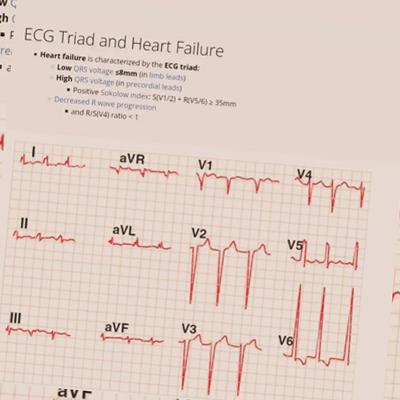 ECG Triad and Heart Failure
Heart failure is characterized by the ECG triad:
Low QRS voltage ≤8mm (in limb leads)
High QRS voltage (in precordial leads)
Positive Sokolow index: S(V1/2) + R(V5/6) ≥ 35mm
Decreased R wave progression
and R/S(V4) ratio < 1
I aVR V1 V4
II aVL V2 V5
III aVF V3 V6